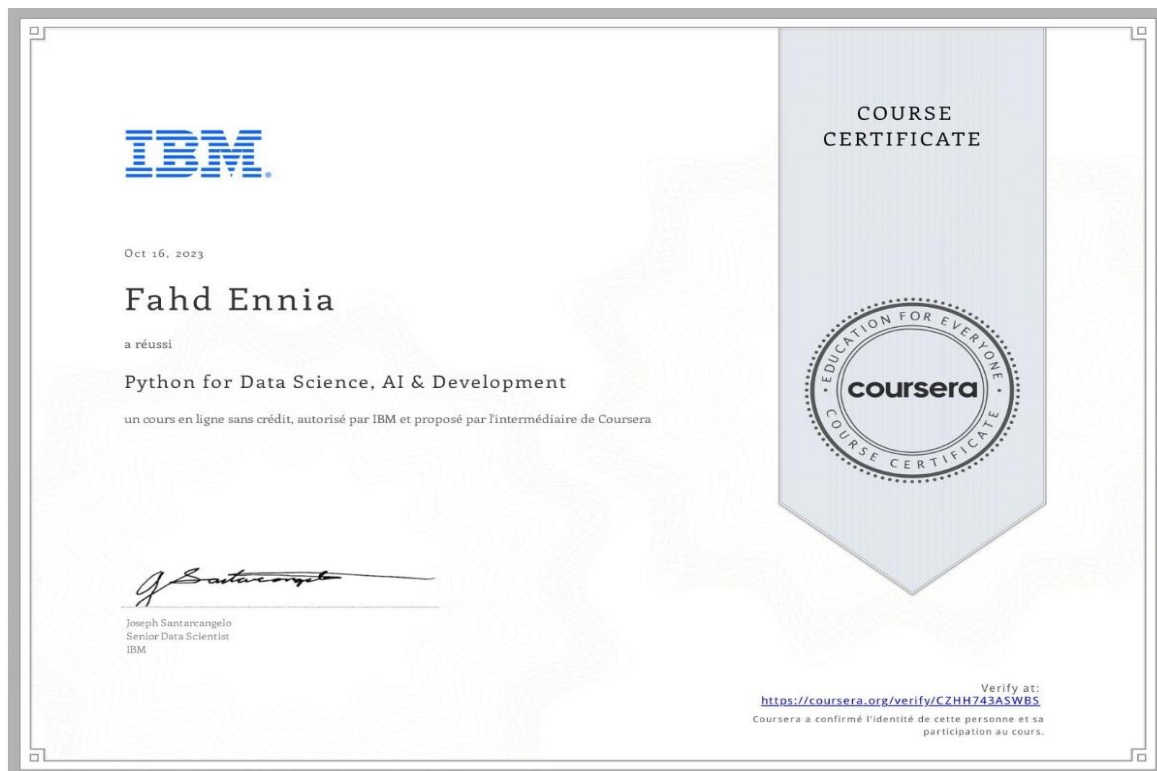 IBM®
Oct 16, 2023
Fahd Ennia
a réussi
Python for Data Science, AI & Development
un cours en ligne sans crédit, autorisé par IBM et proposé par l'intermédiaire de Coursera
J Santarcangelo
Joseph Santarcangelo
Senior Data Scientist
IBM
COURSE
CERTIFICATE
EDUCATION FOR EVERYONE
coursera
COURSE CERTIFICATE
Verify at:
https://coursera.org/verify/CZHH743ASWBS
Coursera a confirmé l'identité de cette personne et sa
participation au cours.